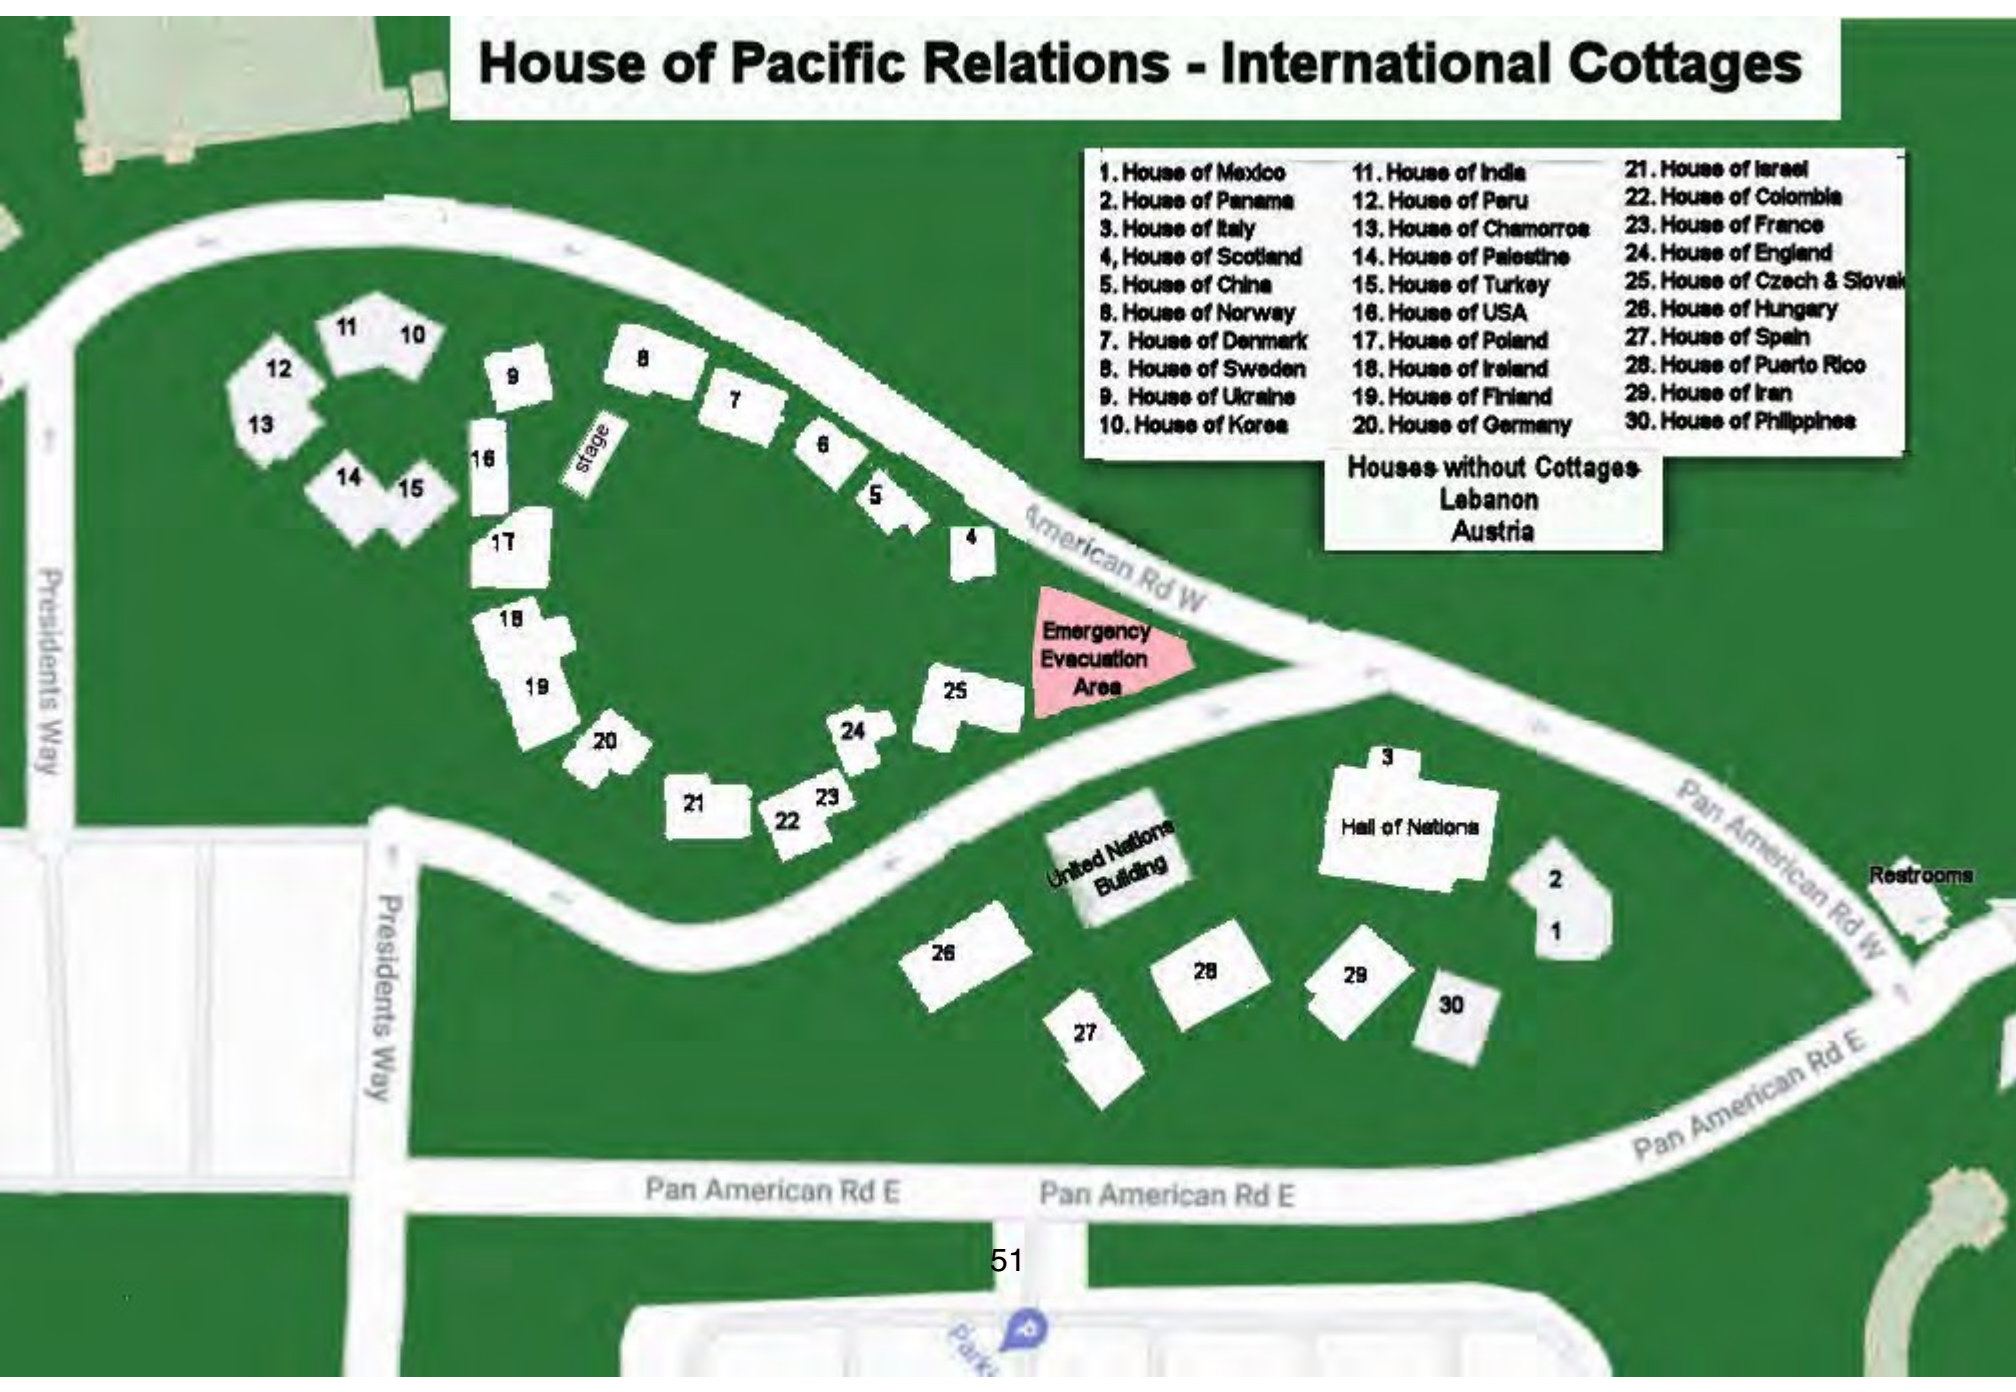 House of Pacific Relations - International Cottages
1. House of Mexico
2. House of Panama
3. House of Italy
4, House of Scotland
5. House of China
6. House of Norway
7. House of Denmark
8. House of Sweden
9. House of Ukraine
10. House of Korea
11. House of India
12. House of Peru
13. House of Chamorros
14. House of Palestine
15. House of Turkey
16. House of USA
17. House of Poland
18. House of Ireland
19. House of Finland
20. House of Germany
21. House of Israel
22. House of Colombia
23. House of France
24. House of England
25. House of Czech & Slovak
26. House of Hungary
27. House of Spain
28. House of Puerto Rico
29. House of Iran
30. House of Philippines
Houses without Cottages
Lebanon
Austria
11
10
12
13
14
15
9
16
stage
8
7
6
5
4
17
18
19
20
21
22
23
24
25
Emergency
Evacuation
Area
American Rd W
Presidents Way
3
Hall of Nations
United Nations
Building
2
1
Pan American Rd W
Restrooms
26
27
28
29
30
Presidents Way
Pan American Rd E
Pan American Rd E
Pan American Rd E
51
P